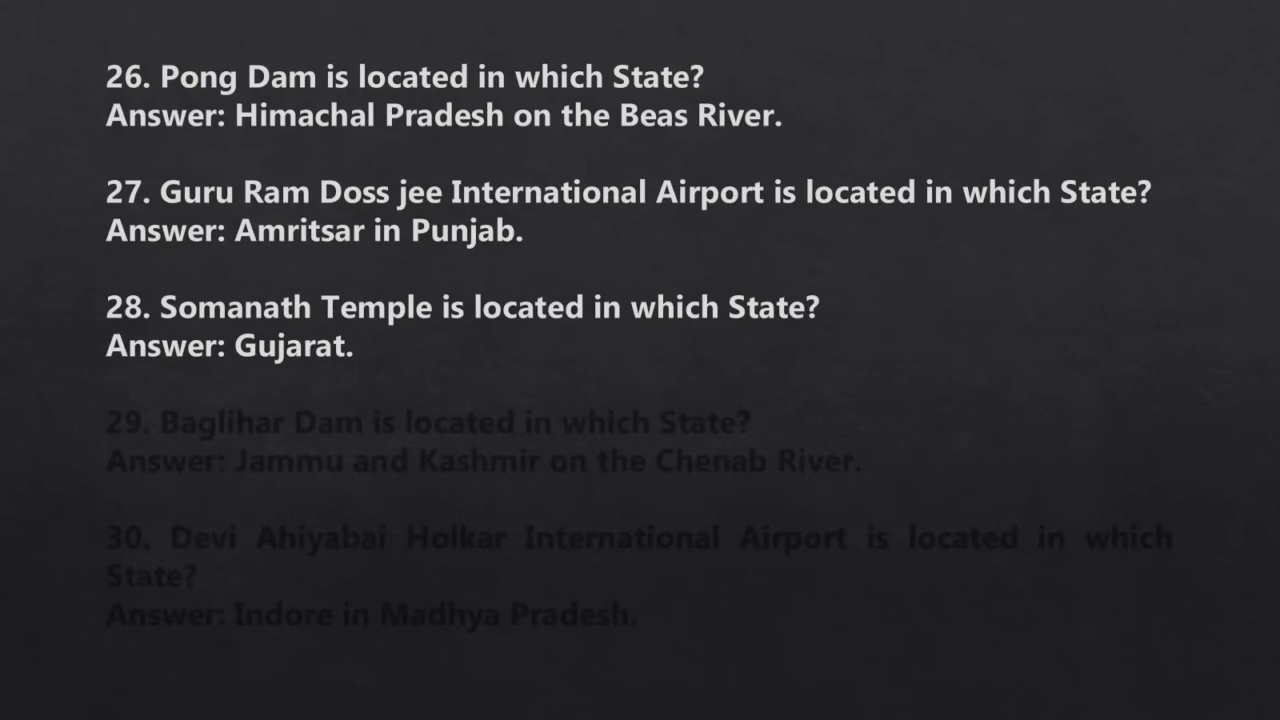 26. Pong Dam is located in which State?
Answer: Himachal Pradesh on the Beas River.
27. Guru Ram Doss jee International Airport is located in which State?
Answer: Amritsar in Punjab.
28. Somanath Temple is located in which State?
Answer: Gujarat.
29. Baglihar Dam is located in which State?
Answer: Jammu and Kashmir on the Chenab River.
30. Devi Ahiyabai Holkar International Airport is located in which
State?
Answer: Indore in Madhya Pradesh.